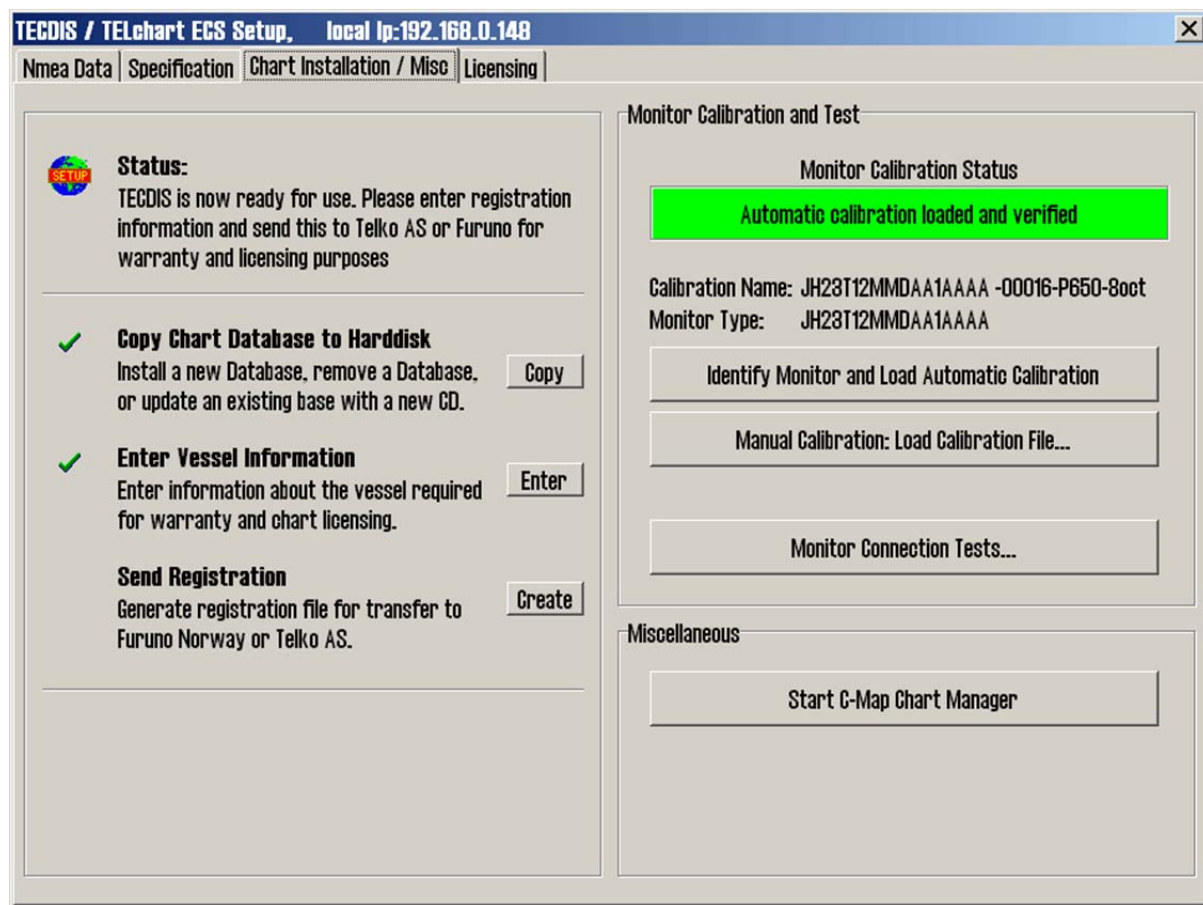 TECDIS / TELchart ECS Setup,    local Ip:192.168.0.148
Nmea Data
Specification
Chart Installation / Misc
Licensing
SETUP
Status:
TECDIS is now ready for use. Please enter registration
information and send this to Telko AS or Furuno for
warranty and licensing purposes
Copy Chart Database to Harddisk
Install a new Database, remove a Database,
or update an existing base with a new CD.
Copy
Enter Vessel Information
Enter information about the vessel required
for warranty and chart licensing.
Enter
Send Registration
Generate registration file for transfer to
Furuno Norway or Telko AS.
Create
Monitor Calibration and Test
Monitor Calibration Status
Automatic calibration loaded and verified
Calibration Name: JH23T12MMDAA1AAAA -00016-P650-8oct
Monitor Type: JH23T12MMDAA1AAAA
Identify Monitor and Load Automatic Calibration
Manual Calibration: Load Calibration File...
Monitor Connection Tests...
Miscellaneous
Start C-Map Chart Manager